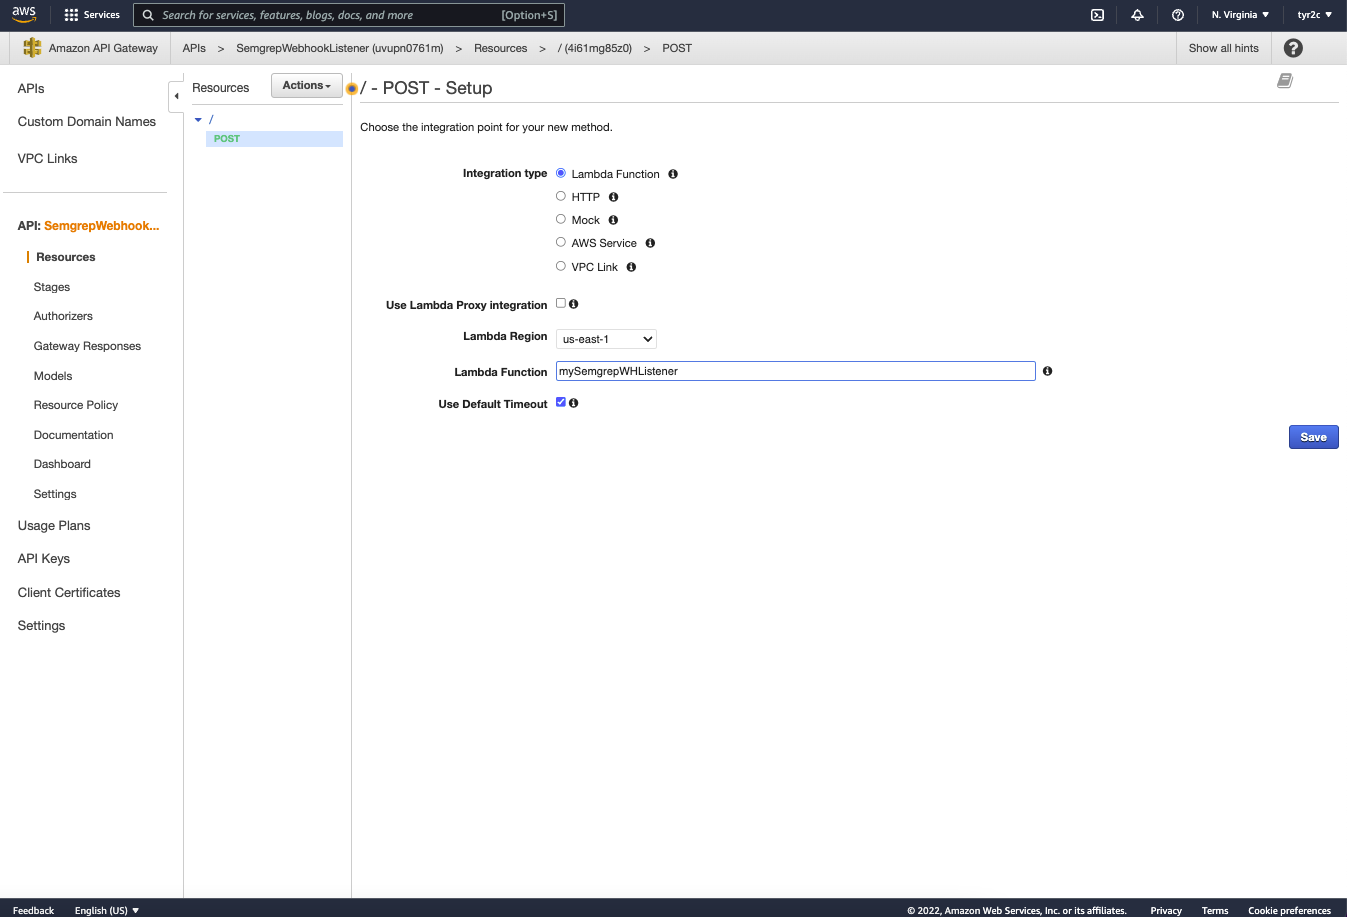 aws
Services
Search for services, features, blogs, docs, and more
[Option+S]
N. Virginia ▼
tyr2c ▼
Amazon API Gateway
APIs > SemgrepWebhookListener (uvupn0761m) > Resources > / (4i61mg85z0) > POST
Show all hints
APIs
Custom Domain Names
VPC Links
API: SemgrepWebhook...
Resources
Stages
Authorizers
Gateway Responses
Models
Resource Policy
Documentation
Dashboard
Settings
Usage Plans
API Keys
Client Certificates
Settings
Resources
Actions
/
POST
/ - POST - Setup
Choose the integration point for your new method.
Integration type
Lambda Function
HTTP
Mock
AWS Service
VPC Link
Use Lambda Proxy integration
Lambda Region
us-east-1
Lambda Function
mySemgrepWHListener
Use Default Timeout
Save
Feedback
English (US) ▼
© 2022, Amazon Web Services, Inc. or its affiliates.
Privacy
Terms
Cookie preferences